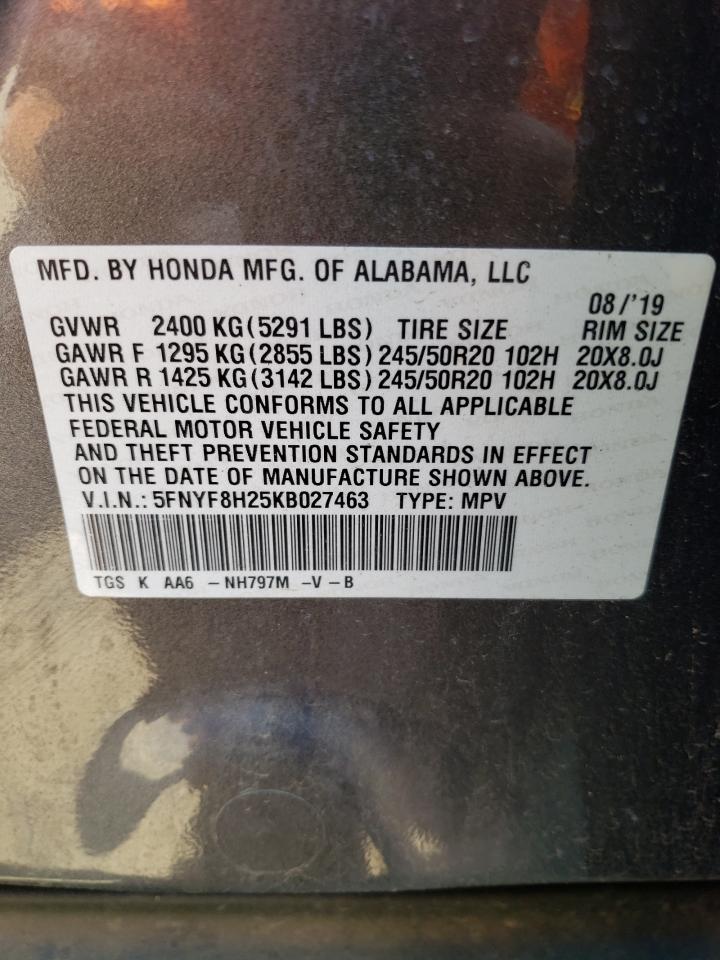 MFD. BY HONDA MFG. OF ALABAMA, LLC
08/'19
GVWR 2400 KG(5291 LBS) TIRE SIZE RIM SIZE
GAWR F 1295 KG(2855 LBS) 245/50R20 102H 20X8.0J
GAWR R 1425 KG(3142 LBS) 245/50R20 102H 20X8.0J
THIS VEHICLE CONFORMS TO ALL APPLICABLE
FEDERAL MOTOR VEHICLE SAFETY
AND THEFT PREVENTION STANDARDS IN EFFECT
ON THE DATE OF MANUFACTURE SHOWN ABOVE.
V.I.N.: 5FNYF8H25KB027463 TYPE: MPV
TGS K AA6 -NH797M -V -B